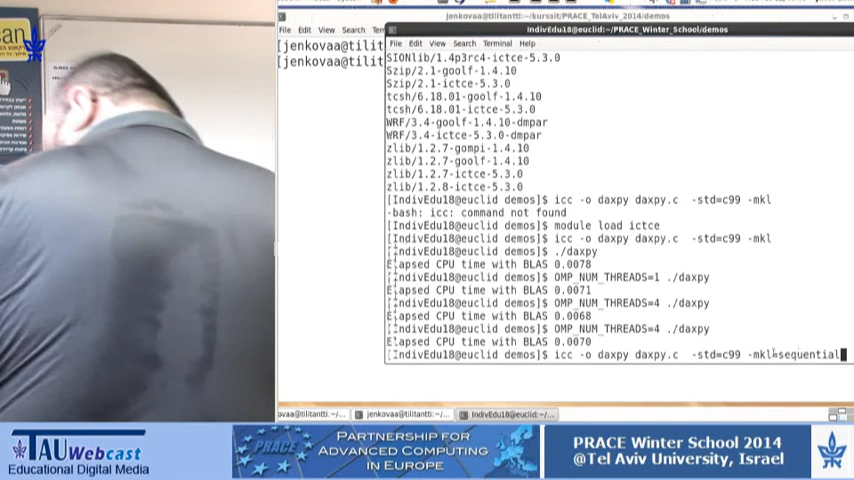 jenkovaa@tilitantti:~/kurssit/PRACE_TelAviv_2014/demos
File Edit View Search Te
[jenkovaa@tilit
[jenkovaa@tilit
IndivEdu18@euclid:~/PRACE_Winter_School/demos
File Edit View Search Terminal Help
SIONlib/1.4p3rc4-ictce-5.3.0
Szip/2.1-goolf-1.4.10
Szip/2.1-ictce-5.3.0
tcsh/6.18.01-goolf-1.4.10
tcsh/6.18.01-ictce-5.3.0
WRF/3.4-goolf-1.4.10-dmpar
WRF/3.4-ictce-5.3.0-dmpar
zlib/1.2.7-gompi-1.4.10
zlib/1.2.7-goolf-1.4.10
zlib/1.2.7-ictce-5.3.0
zlib/1.2.8-ictce-5.3.0
[IndivEdu18@euclid demos]$ icc -o daxpy daxpy.c -std=c99 -mkl
-bash: icc: command not found
[IndivEdu18@euclid demos]$ module load ictce
[IndivEdu18@euclid demos]$ icc -o daxpy daxpy.c -std=c99 -mkl
[IndivEdu18@euclid demos]$ ./daxpy
Elapsed CPU time with BLAS 0.0078
[IndivEdu18@euclid demos]$ OMP_NUM_THREADS=1 ./daxpy
Elapsed CPU time with BLAS 0.0071
[IndivEdu18@euclid demos]$ OMP_NUM_THREADS=4 ./daxpy
Elapsed CPU time with BLAS 0.0068
[IndivEdu18@euclid demos]$ OMP_NUM_THREADS=4 ./daxpy
Elapsed CPU time with BLAS 0.0070
[IndivEdu18@euclid demos]$ icc -o daxpy daxpy.c -std=c99 -mkl=sequential
ovaa@tilitantti:~/... jenkovaa@tilitantti:~/... IndivEdu18@euclid:~/...
TAU Webcast
Educational Digital Media
PRACE
PARTNERSHIP FOR
ADVANCED COMPUTING
IN EUROPE
PRACE Winter School 2014
@Tel Aviv University, Israel